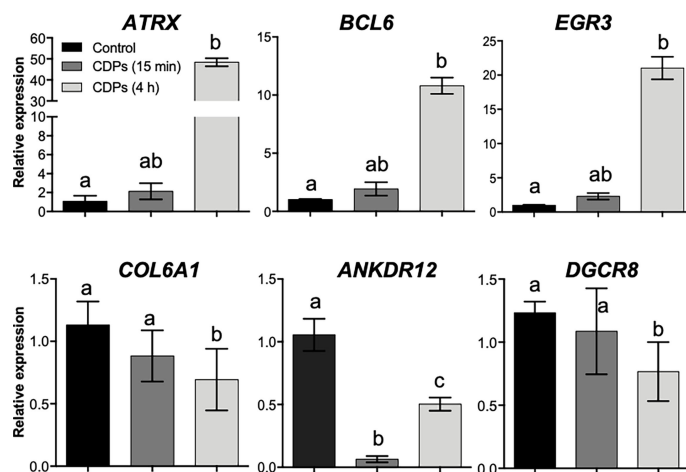 ATRX
BCL6
EGR3
Relative expression
60
50
40
30
10
8
6
4
2
0
Control
CDPs (15 min)
CDPs (4 h)
a
ab
b
15
10
5
0
a
ab
b
25
20
15
10
5
0
a
ab
b
COL6A1
ANKDR12
DGCR8
Relative expression
1.5
1.0
0.5
0.0
a
a
b
1.5
1.0
0.5
0.0
a
b
c
1.5
1.0
0.5
0.0
a
a
b